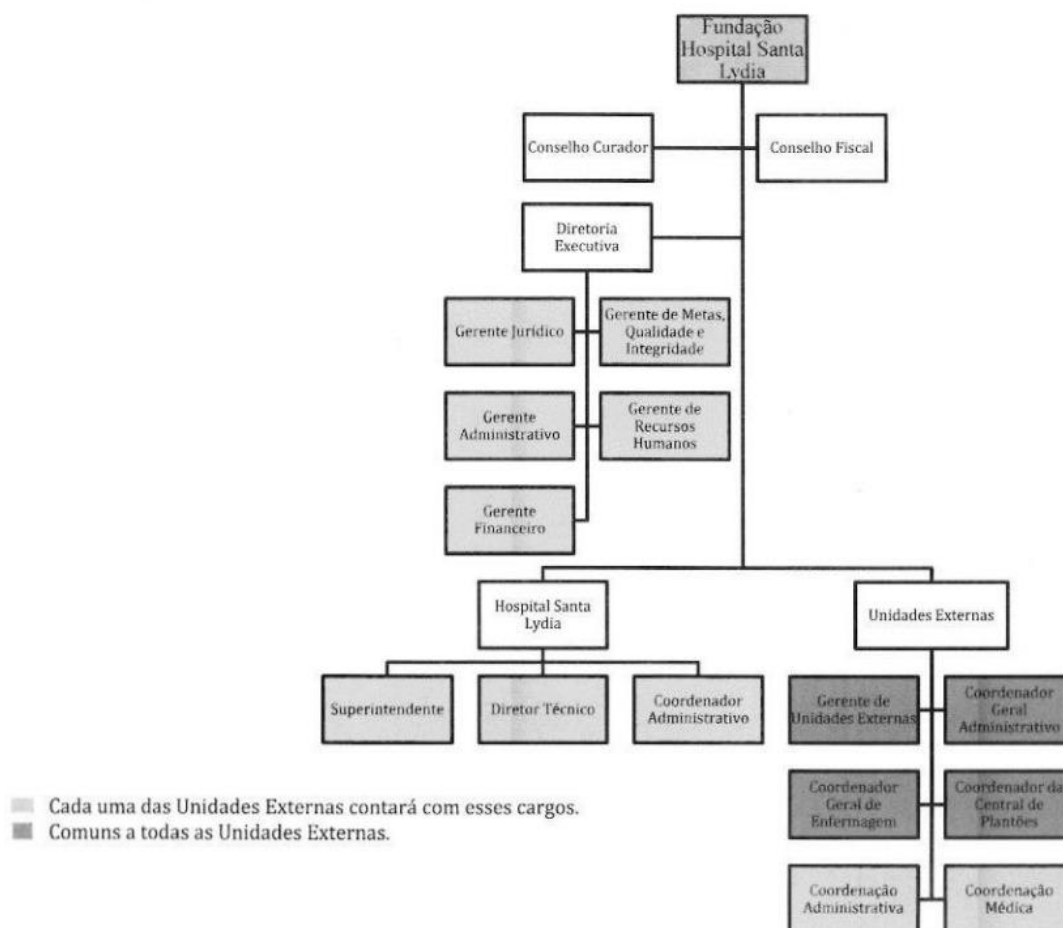 Fundação
Hospital Santa
Lydia
Conselho Curador
Conselho Fiscal
Diretoria
Executiva
Gerente Jurídico
Gerente de Metas,
Qualidade e
Integridade
Gerente
Administrativo
Gerente de
Recursos
Humanos
Gerente
Financeiro
Hospital Santa
Lydia
Unidades Externas
Superintendente
Diretor Técnico
Coordenador
Administrativo
Gerente de
Unidades Externas
Coordenador
Geral
Administrativo
Coordenador
Geral de
Enfermagem
Coordenador da
Central de
Plantões
Coordenação
Administrativa
Coordenação
Médica
Cada uma das Unidades Externas contará com esses cargos.
Comuns a todas as Unidades Externas.